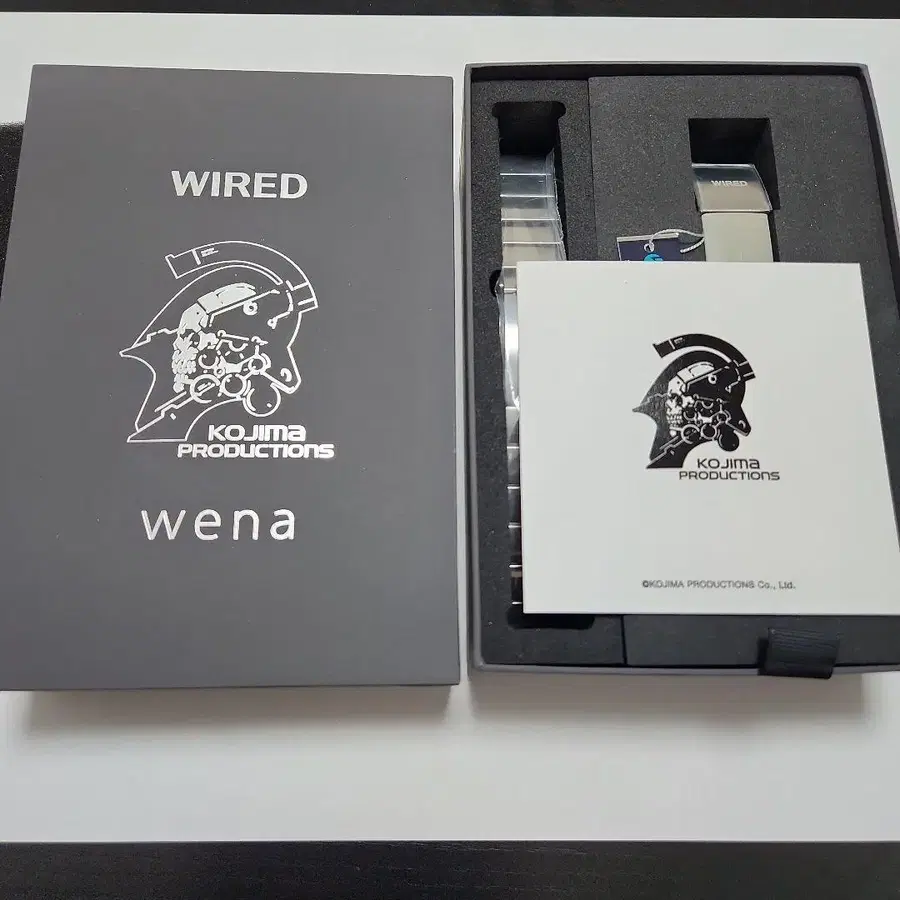 WIRED
KOJIMA
PRODUCTIONS
wena
WIRED
KOJIMA
PRODUCTIONS
©KOJIMA PRODUCTIONS Co., Ltd.